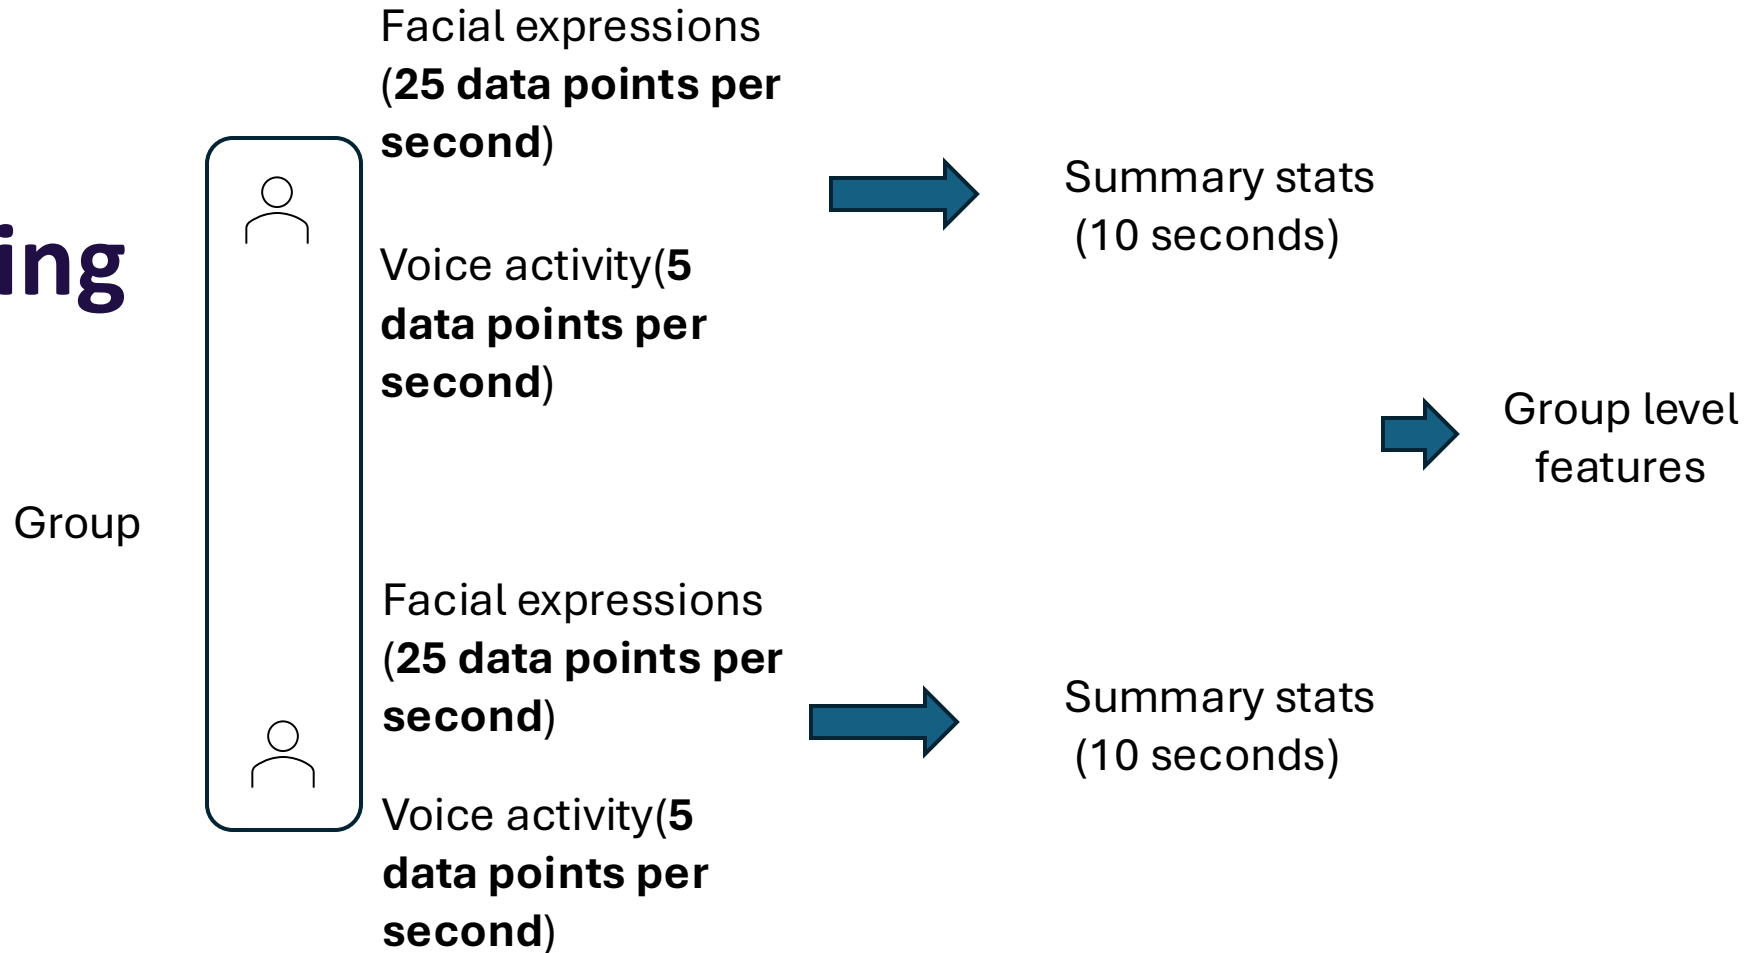 Facial expressions
(25 data points per
second)
Voice activity(5
data points per
second)
ing
Group
Facial expressions
(25 data points per
second)
Voice activity(5
data points per
second)
Summary stats
(10 seconds)
Summary stats
(10 seconds)
Group level
features